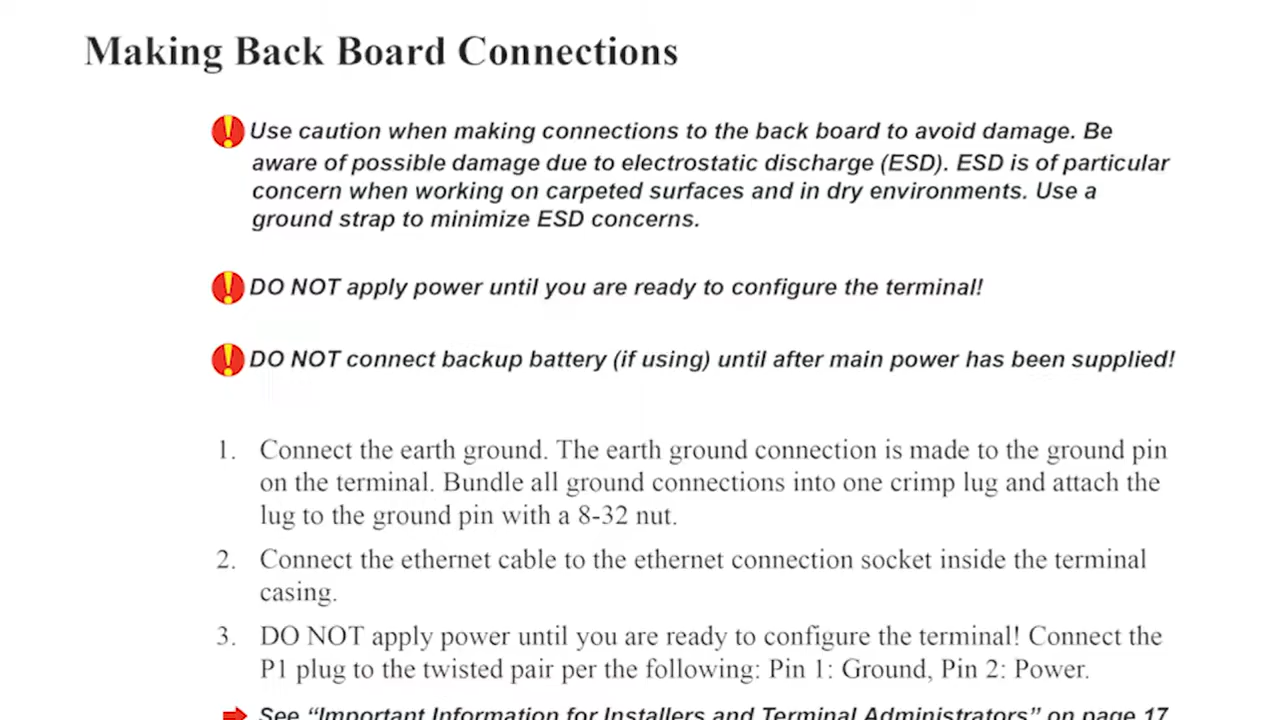 Making Back Board Connections
Use caution when making connections to the back board to avoid damage. Be
aware of possible damage due to electrostatic discharge (ESD). ESD is of particular
concern when working on carpeted surfaces and in dry environments. Use a
ground strap to minimize ESD concerns.
DO NOT apply power until you are ready to configure the terminal!
DO NOT connect backup battery (if using) until after main power has been supplied!
1. Connect the earth ground. The earth ground connection is made to the ground pin
on the terminal. Bundle all ground connections into one crimp lug and attach the
lug to the ground pin with a 8-32 nut.
2. Connect the ethernet cable to the ethernet connection socket inside the terminal
casing.
3. DO NOT apply power until you are ready to configure the terminal! Connect the
P1 plug to the twisted pair per the following: Pin 1: Ground, Pin 2: Power.
See “Important Information for Installers and Terminal Administrators” on page 17